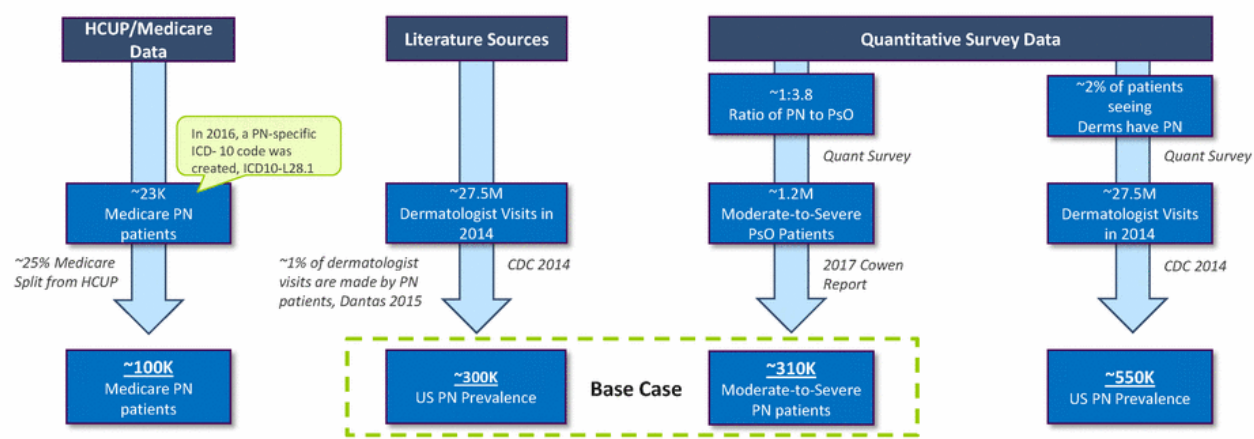 HCUP/Medicare
Data
Literature Sources
Quantitative Survey Data
In 2016, a PN-specific
ICD- 10 code was
created, ICD10-L28.1
~1:3.8
Ratio of PN to PsO
~2% of patients
seeing
Derms have PN
Quant Survey
Quant Survey
~23K
Medicare PN
patients
~27.5M
Dermatologist Visits in
2014
~1.2M
Moderate-to-Severe
PsO Patients
~27.5M
Dermatologist Visits
in 2014
~25% Medicare
Split from HCUP
~1% of dermatologist
visits are made by PN
patients, Dantas 2015
CDC 2014
2017 Cowen
Report
CDC 2014
~100K
Medicare PN
patients
~300K
US PN Prevalence
Base Case
~310K
Moderate-to-Severe
PN patients
~550K
US PN Prevalence